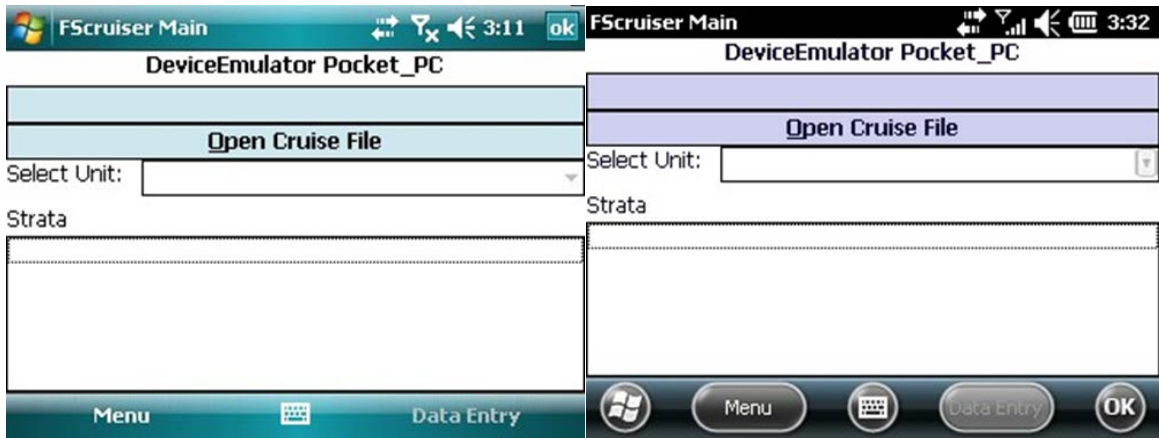 FScruiser Main 3:11 ok
DeviceEmulator Pocket_PC
Open Cruise File
Select Unit:
Strata
Menu Data Entry
FScruiser Main 3:32
DeviceEmulator Pocket_PC
Open Cruise File
Select Unit:
Strata
Menu Data Entry OK